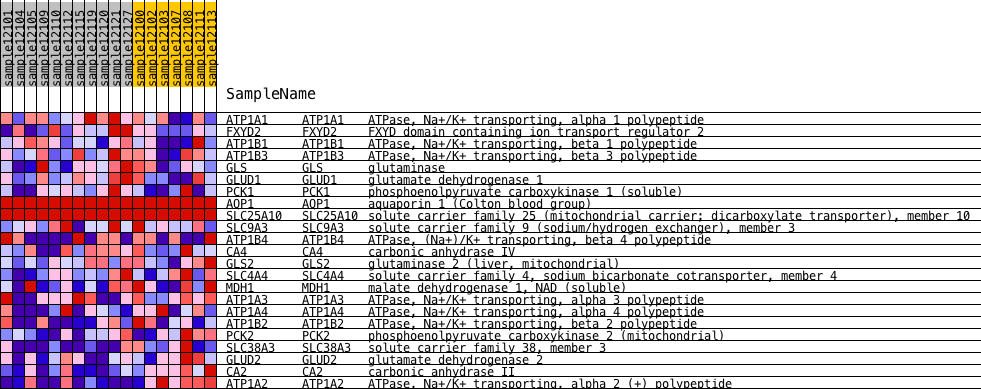 sample12101
sample12104
sample12105
sample12109
sample12110
sample12112
sample12115
sample12119
sample12120
sample12121
sample12127
sample12100
sample12102
sample12103
sample12107
sample12108
sample12111
sample12113
SampleName
ATP1A1 ATP1A1 ATPase, Na+/K+ transporting, alpha 1 polypeptide
FXYD2 FXYD2 FXYD domain containing ion transport regulator 2
ATP1B1 ATP1B1 ATPase, Na+/K+ transporting, beta 1 polypeptide
ATP1B3 ATP1B3 ATPase, Na+/K+ transporting, beta 3 polypeptide
GLS GLS glutaminase
GLUD1 GLUD1 glutamate dehydrogenase 1
PCK1 PCK1 phosphoenolpyruvate carboxykinase 1 (soluble)
AQP1 AQP1 aquaporin 1 (Colton blood group)
SLC25A10 SLC25A10 solute carrier family 25 (mitochondrial carrier; dicarboxylate transporter), member 10
SLC9A3 SLC9A3 solute carrier family 9 (sodium/hydrogen exchanger), member 3
ATP1B4 ATP1B4 ATPase, (Na+)/K+ transporting, beta 4 polypeptide
CA4 CA4 carbonic anhydrase IV
GLS2 GLS2 glutaminase 2 (liver, mitochondrial)
SLC4A4 SLC4A4 solute carrier family 4, sodium bicarbonate cotransporter, member 4
MDH1 MDH1 malate dehydrogenase 1, NAD (soluble)
ATP1A3 ATP1A3 ATPase, Na+/K+ transporting, alpha 3 polypeptide
ATP1A4 ATP1A4 ATPase, Na+/K+ transporting, alpha 4 polypeptide
ATP1B2 ATP1B2 ATPase, Na+/K+ transporting, beta 2 polypeptide
PCK2 PCK2 phosphoenolpyruvate carboxykinase 2 (mitochondrial)
SLC38A3 SLC38A3 solute carrier family 38, member 3
GLUD2 GLUD2 glutamate dehydrogenase 2
CA2 CA2 carbonic anhydrase II
ATP1A2 ATP1A2 ATPase, Na+/K+ transporting, alpha 2 (+) polypeptide